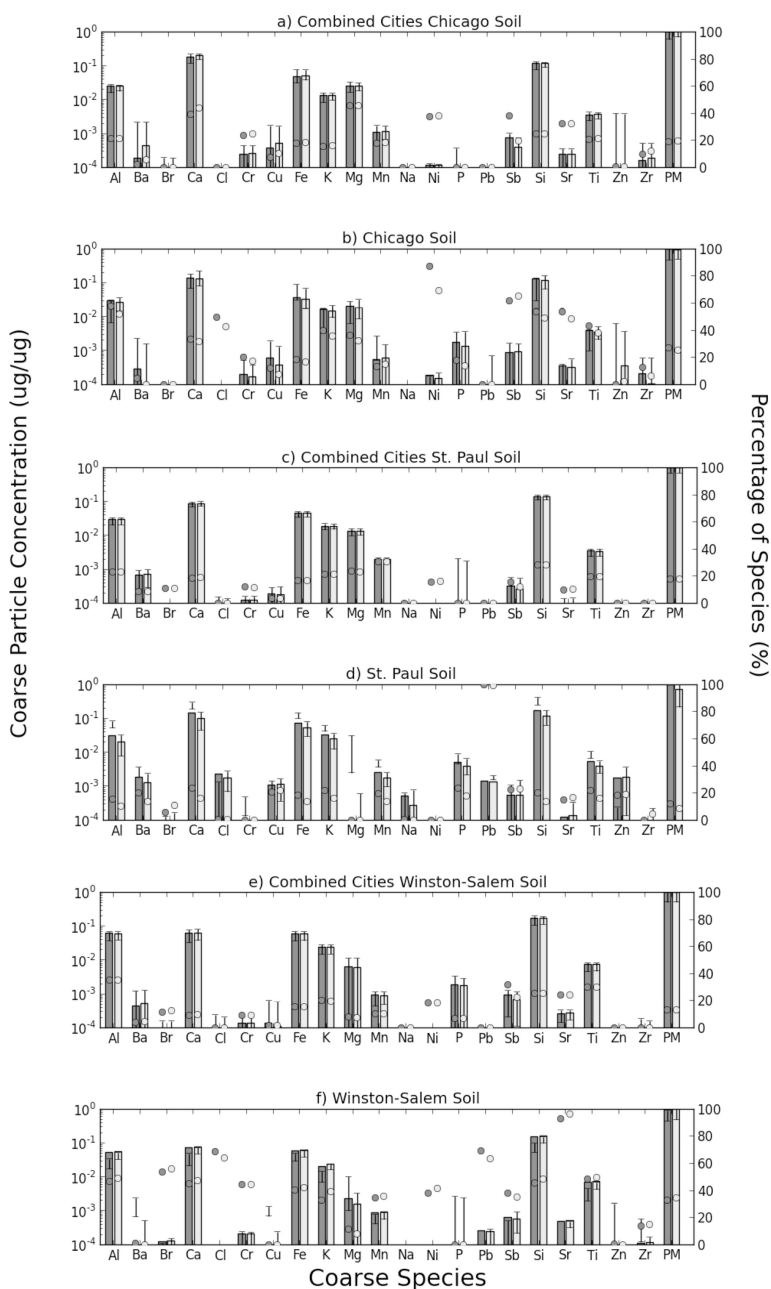 a) Combined Cities Chicago Soil
10^0 10^-1 10^-2 10^-3 10^-4
100 80 60 40 20 0
Al Ba Br Ca Cl Cr Cu Fe K Mg Mn Na Ni P Pb Sb Si Sr Ti Zn Zr PM
b) Chicago Soil
10^0 10^-1 10^-2 10^-3 10^-4
100 80 60 40 20 0
Al Ba Br Ca Cl Cr Cu Fe K Mg Mn Na Ni P Pb Sb Si Sr Ti Zn Zr PM
c) Combined Cities St. Paul Soil
10^0 10^-1 10^-2 10^-3 10^-4
100 80 60 40 20 0
Al Ba Br Ca Cl Cr Cu Fe K Mg Mn Na Ni P Pb Sb Si Sr Ti Zn Zr PM
Coarse Particle Concentration (ug/ug)
Percentage of Species (%)
d) St. Paul Soil
10^0 10^-1 10^-2 10^-3 10^-4
100 80 60 40 20 0
Al Ba Br Ca Cl Cr Cu Fe K Mg Mn Na Ni P Pb Sb Si Sr Ti Zn Zr PM
e) Combined Cities Winston-Salem Soil
10^0 10^-1 10^-2 10^-3 10^-4
100 80 60 40 20 0
Al Ba Br Ca Cl Cr Cu Fe K Mg Mn Na Ni P Pb Sb Si Sr Ti Zn Zr PM
f) Winston-Salem Soil
10^0 10^-1 10^-2 10^-3 10^-4
100 80 60 40 20 0
Al Ba Br Ca Cl Cr Cu Fe K Mg Mn Na Ni P Pb Sb Si Sr Ti Zn Zr PM
Coarse Species